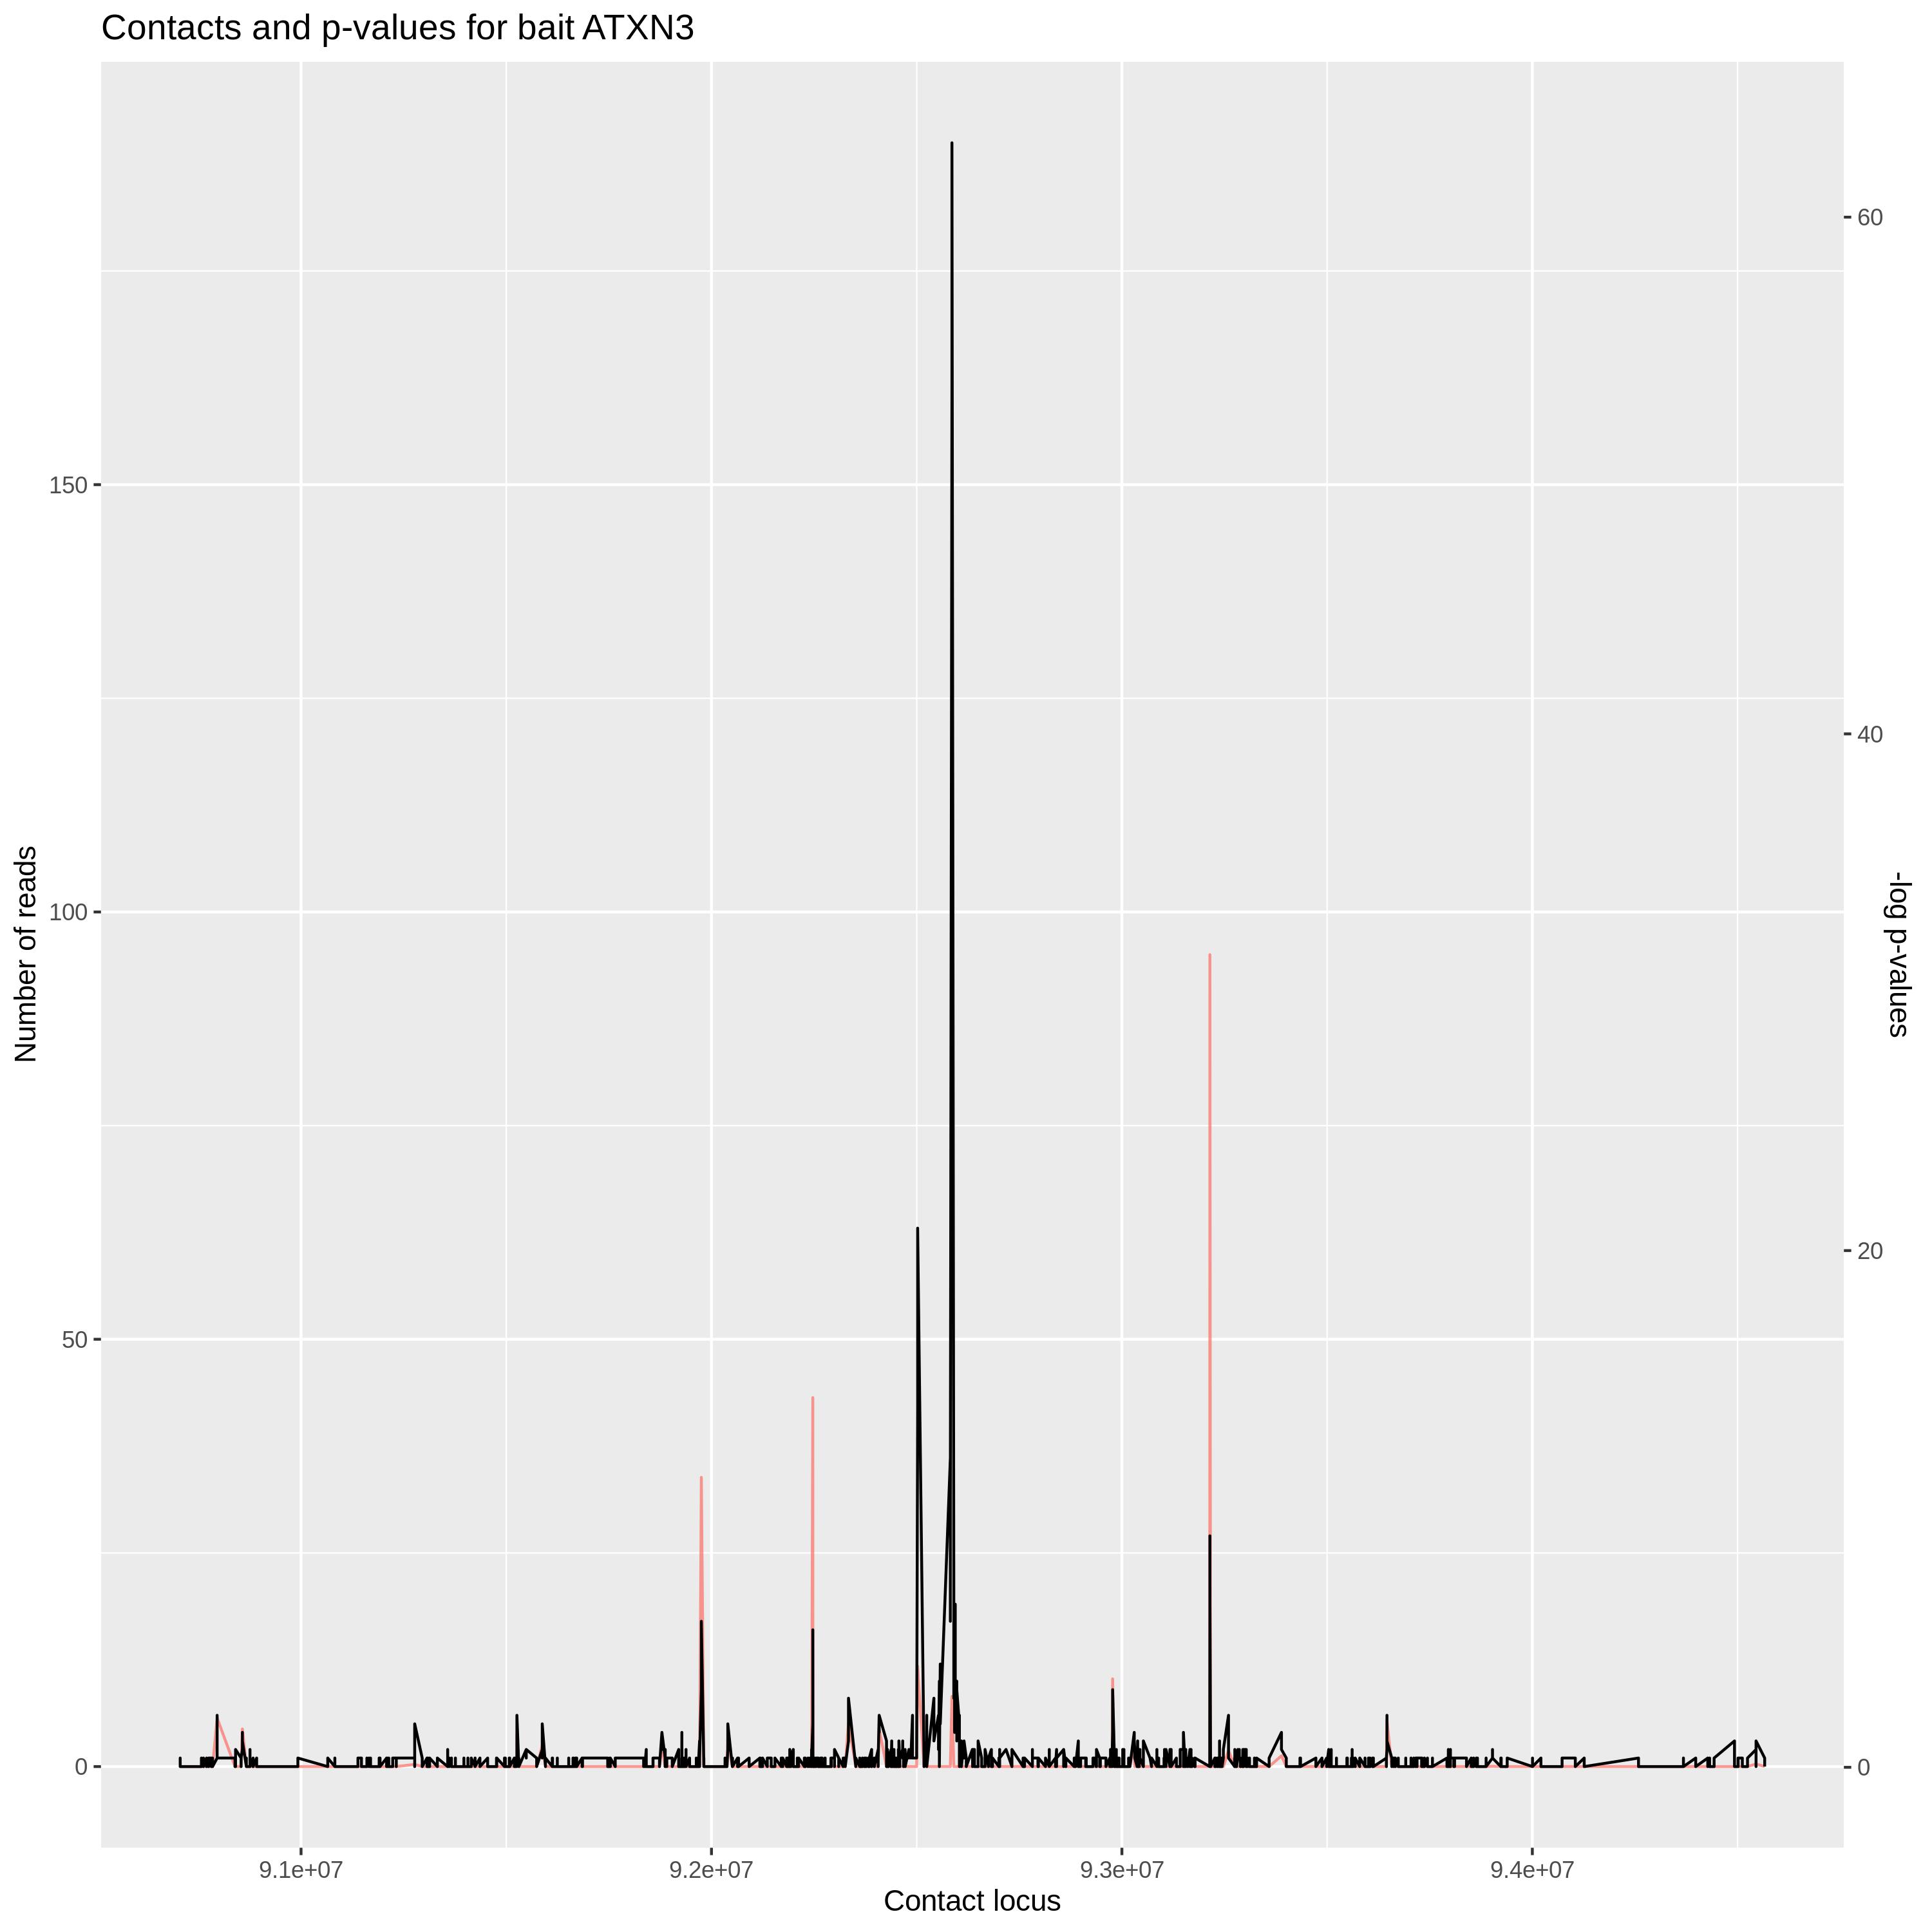 Contacts and p-values for bait ATXN3
60
150
40
100
Number of reads
-log p-values
20
50
0
0
9.1e+07
9.2e+07
9.3e+07
9.4e+07
Contact locus